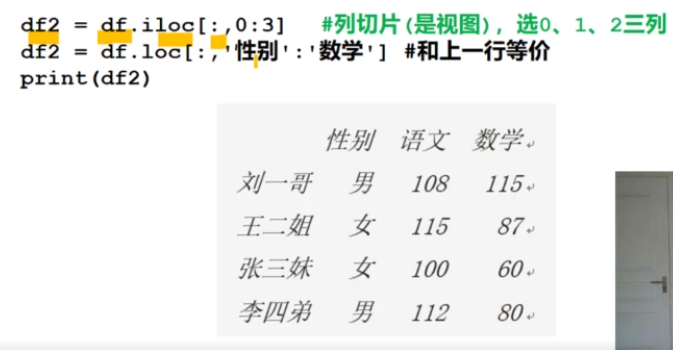 df2 = df.iloc[:,0:3]   #列切片(是视图), 选0、1、2三列
df2 = df.loc[:,'性别':'数学'] #和上一行等价
print(df2)
性别 语文 数学
刘一哥 男 108 115
王二姐 女 115 87
张三妹 女 100 60
李四弟 男 112 80